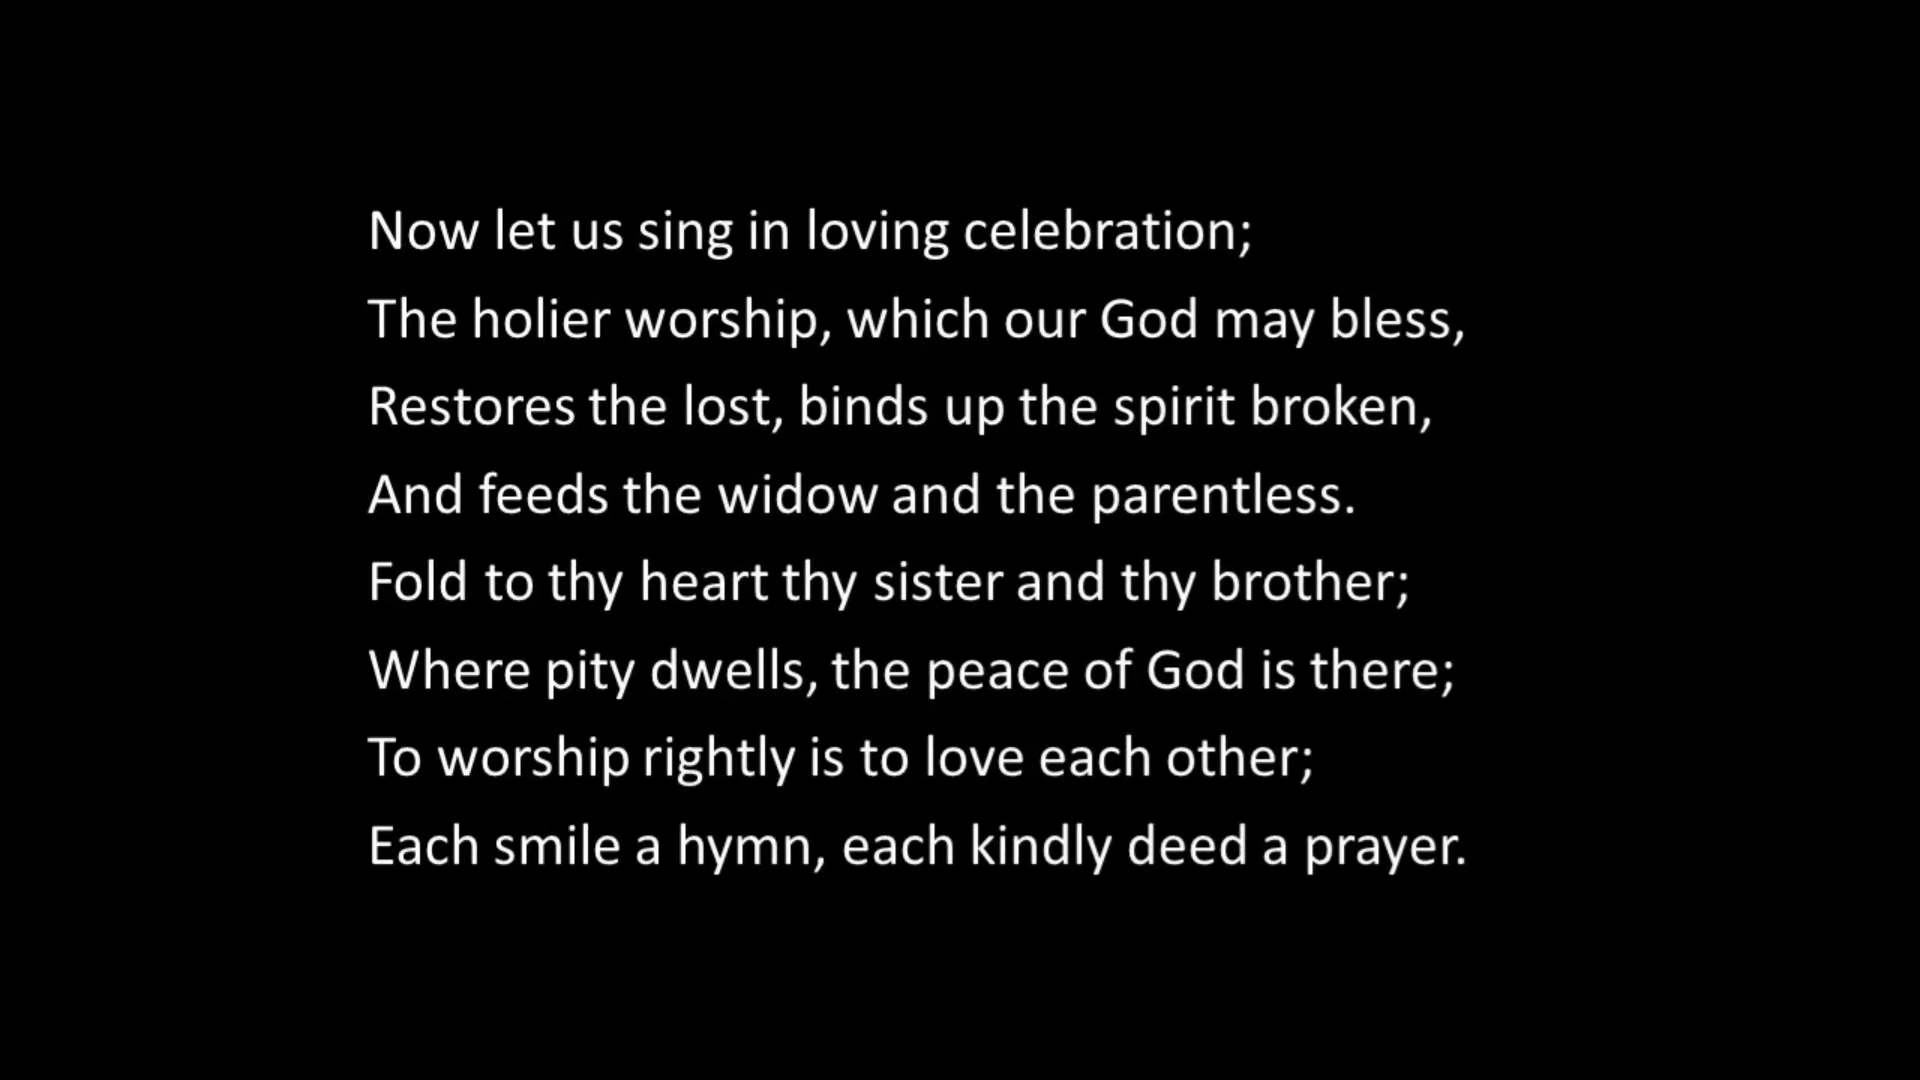 Now let us sing in loving celebration;
The holier worship, which our God may bless,
Restores the lost, binds up the spirit broken,
And feeds the widow and the parentless.
Fold to thy heart thy sister and thy brother;
Where pity dwells, the peace of God is there;
To worship rightly is to love each other;
Each smile a hymn, each kindly deed a prayer.